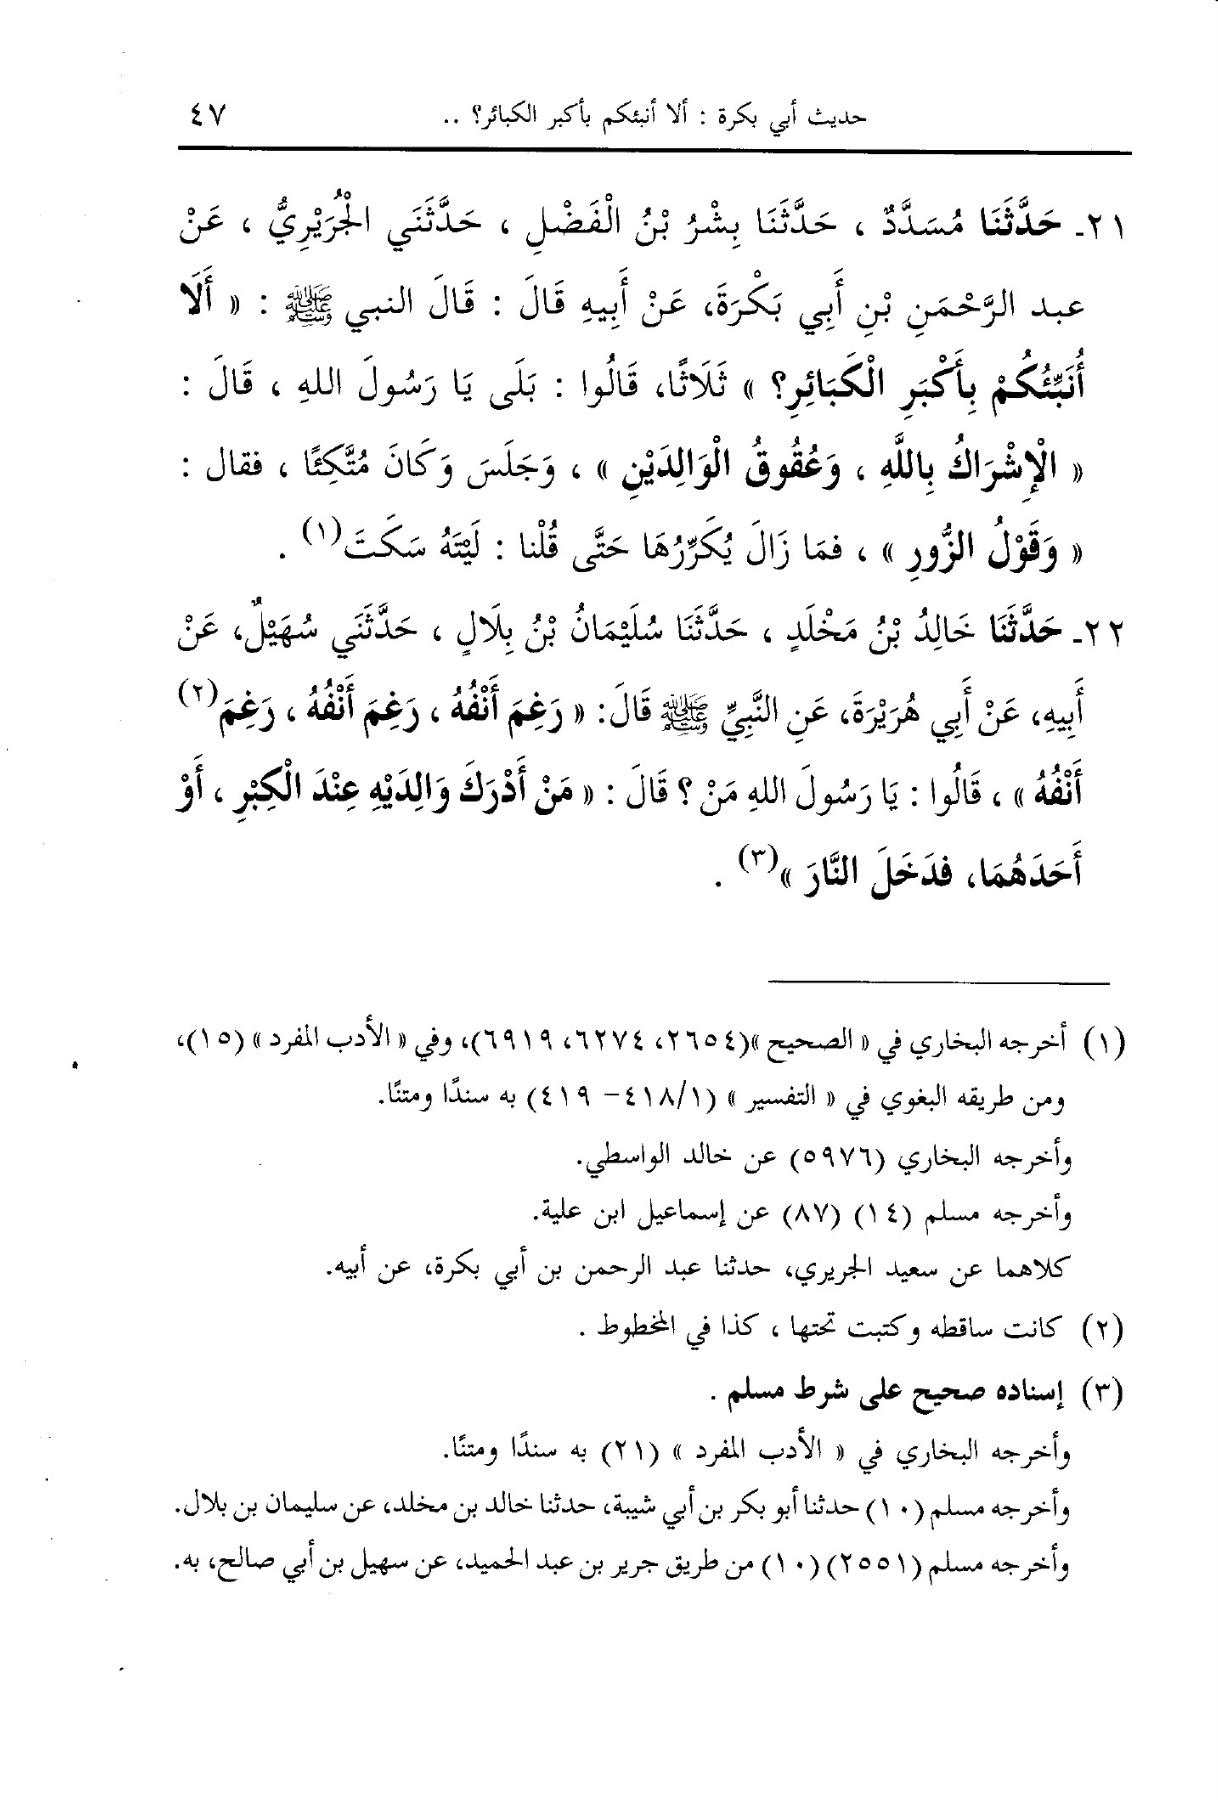 حديث أبي بكرة : ألا أنبئكم بأكبر الكبائر؟ .. ٤٧
٢١ـ حَدَّثَنَا مُسَدَّدٌ ، حَدَّثَنَا بِشْرُ بْنُ الْفَضْلِ ، حَدَّثَنَي الْجُرَيْرِيُّ ، عَنْ
عبد الرَّحْمَنِ بْنِ أَبِي بَكْرَةَ، عَنْ أَبِيهِ قَالَ : قَالَ النبي ﷺ : « أَلَا
أُنَبِّئُكُمْ بِأَكْبَرِ الْكَبَائِرِ؟ » ثَلَاثًا، قَالُوا : بَلَى يَا رَسُولَ اللهِ ، قَالَ :
« الْإِشْرَاكُ بِاللَّهِ ، وَعُقُوقُ الْوَالِدَيْنِ » ، وَجَلَسَ وَكَانَ مُتَّكِئًا ، فقال :
« وَقَوْلُ الزُّورِ » ، فمَا زَالَ يُكَرِّرُهَا حَتَّى قُلْنا : لَيْتَهُ سَكَتَ(١) .
٢٢ـ حَدَّثَنَا خَالِدُ بْنُ مَخْلَدٍ ، حَدَّثَنَا سُلَيْمَانُ بْنُ بِلَالٍ ، حَدَّثَنَي سُهَيْلٌ، عَنْ
أَبِيهِ، عَنْ أَبِي هُرَيْرَةَ، عَنِ النَّبِيِّ ﷺ قَالَ: « رَغِمَ أَنْفُهُ ، رَغِمَ أَنْفُهُ ، رَغِمَ(٢)
أَنْفُهُ » ، قَالُوا : يَا رَسُولَ اللهِ مَنْ ؟ قَالَ : « مَنْ أَدْرَكَ وَالِدَيْهِ عِنْدَ الْكِبْرِ ، أَوْ
أَحَدَهُمَا، فدَخَلَ النَّارَ »(٣) .
(١) أخرجه البخاري في « الصحيح »(٢٦٥٤، ٦٢٧٤، ٦٩١٩)، وفي « الأدب المفرد » (١٥)،
ومن طريقه البغوي في « التفسير » (٤١٨/١– ٤١٩) به سندًا ومتنًا.
وأخرجه البخاري (٥٩٧٦) عن خالد الواسطي.
وأخرجه مسلم (١٤) (٨٧) عن إسماعيل ابن علية.
كلاهما عن سعيد الجريري، حدثنا عبد الرحمن بن أبي بكرة، عن أبيه.
(٢) كانت ساقطه وكتبت تحتها ، كذا في المخطوط .
(٣) إسناده صحيح على شرط مسلم .
وأخرجه البخاري في « الأدب المفرد » (٢١) به سندًا ومتنًا.
وأخرجه مسلم (١٠) حدثنا أبو بكر بن أبي شيبة، حدثنا خالد بن مخلد، عن سليمان بن بلال.
وأخرجه مسلم (٢٥٥١) (١٠) من طريق جرير بن عبد الحميد، عن سهيل بن أبي صالح، به.